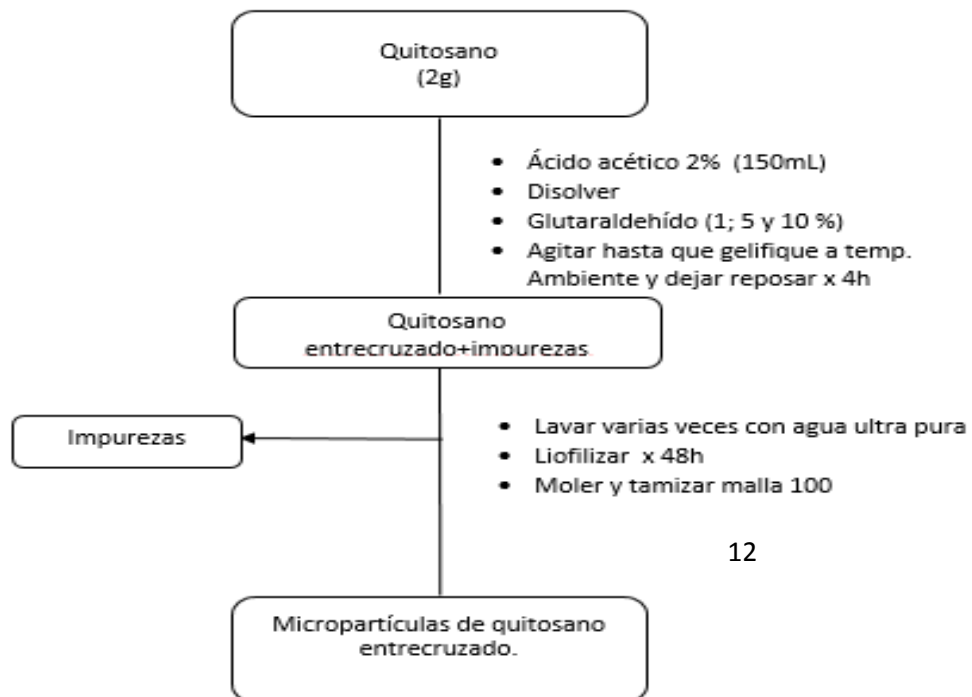 Quitosano
(2g)
• Ácido acético 2% (150mL)
• Disolver
• Glutaraldehído (1; 5 y 10 %)
• Agitar hasta que gelifique a temp.
Ambiente y dejar reposar x 4h
Quitosano
entrecruzado+impurezas
Impurezas
• Lavar varias veces con agua ultra pura
• Liofilizar x 48h
• Moler y tamizar malla 100
12
Micropartículas de quitosano
entrecruzado.